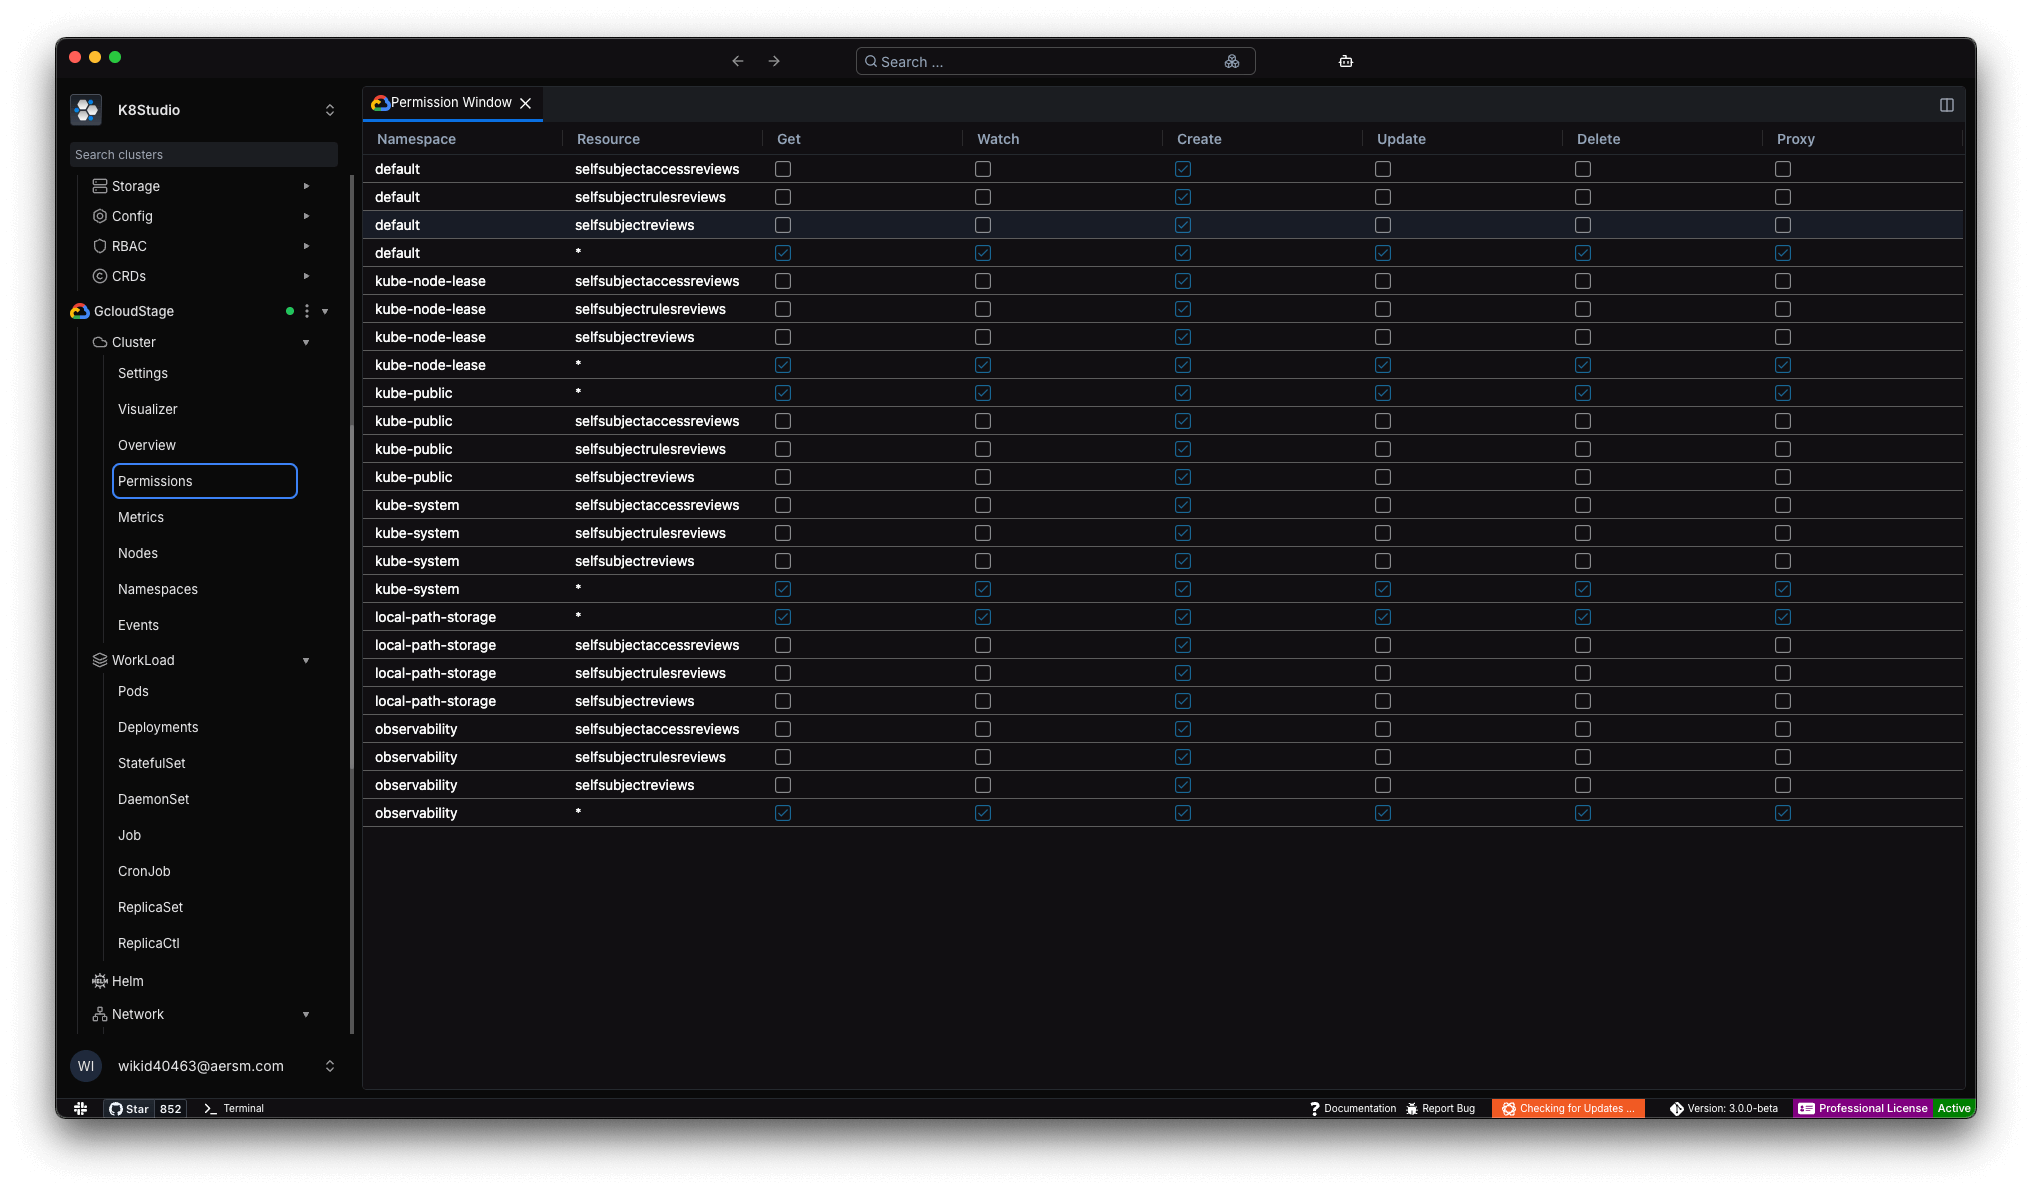 Search ...
K8Studio
Search clusters
Storage
Config
RBAC
CRDs
GcloudStage
Cluster
Settings
Visualizer
Overview
Permissions
Metrics
Nodes
Namespaces
Events
WorkLoad
Pods
Deployments
StatefulSet
DaemonSet
Job
CronJob
ReplicaSet
ReplicaCtl
HELM Helm
Network
WI wikid40463@aersm.com
Permission Window
Namespace Resource Get Watch Create Update Delete Proxy
default selfsubjectaccessreviews
default selfsubjectrulesreviews
default selfsubjectreviews
default *
kube-node-lease selfsubjectaccessreviews
kube-node-lease selfsubjectrulesreviews
kube-node-lease selfsubjectreviews
kube-node-lease *
kube-public *
kube-public selfsubjectaccessreviews
kube-public selfsubjectrulesreviews
kube-public selfsubjectreviews
kube-system selfsubjectaccessreviews
kube-system selfsubjectrulesreviews
kube-system selfsubjectreviews
kube-system *
local-path-storage *
local-path-storage selfsubjectaccessreviews
local-path-storage selfsubjectrulesreviews
local-path-storage selfsubjectreviews
observability selfsubjectaccessreviews
observability selfsubjectrulesreviews
observability selfsubjectreviews
observability *
Star 852 Terminal Documentation Report Bug Checking for Updates ... Version: 3.0.0-beta Professional License Active